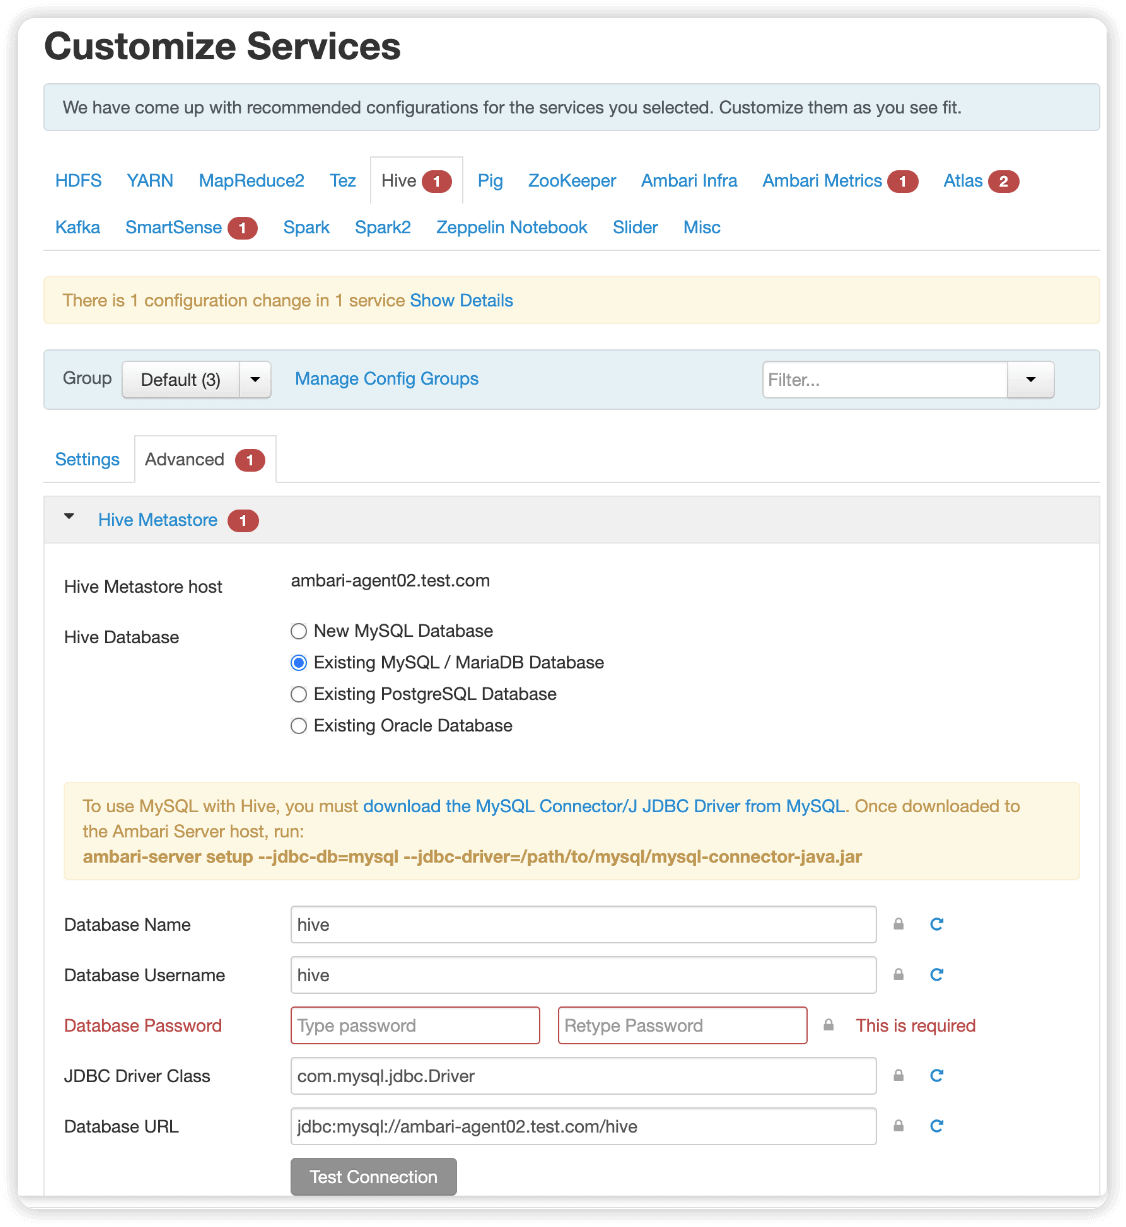 Customize Services
We have come up with recommended configurations for the services you selected. Customize them as you see fit.
HDFS YARN MapReduce2 Tez Hive 1 Pig ZooKeeper Ambari Infra Ambari Metrics 1 Atlas 2
Kafka SmartSense 1 Spark Spark2 Zeppelin Notebook Slider Misc
There is 1 configuration change in 1 service Show Details
Group Default (3) Manage Config Groups Filter...
Settings Advanced 1
Hive Metastore 1
Hive Metastore host ambari-agent02.test.com
Hive Database New MySQL Database
Existing MySQL / MariaDB Database
Existing PostgreSQL Database
Existing Oracle Database
To use MySQL with Hive, you must download the MySQL Connector/J JDBC Driver from MySQL. Once downloaded to
the Ambari Server host, run:
ambari-server setup --jdbc-db=mysql --jdbc-driver=/path/to/mysql/mysql-connector-java.jar
Database Name hive
Database Username hive
Database Password Type password Retype Password This is required
JDBC Driver Class com.mysql.jdbc.Driver
Database URL jdbc:mysql://ambari-agent02.test.com/hive
Test Connection